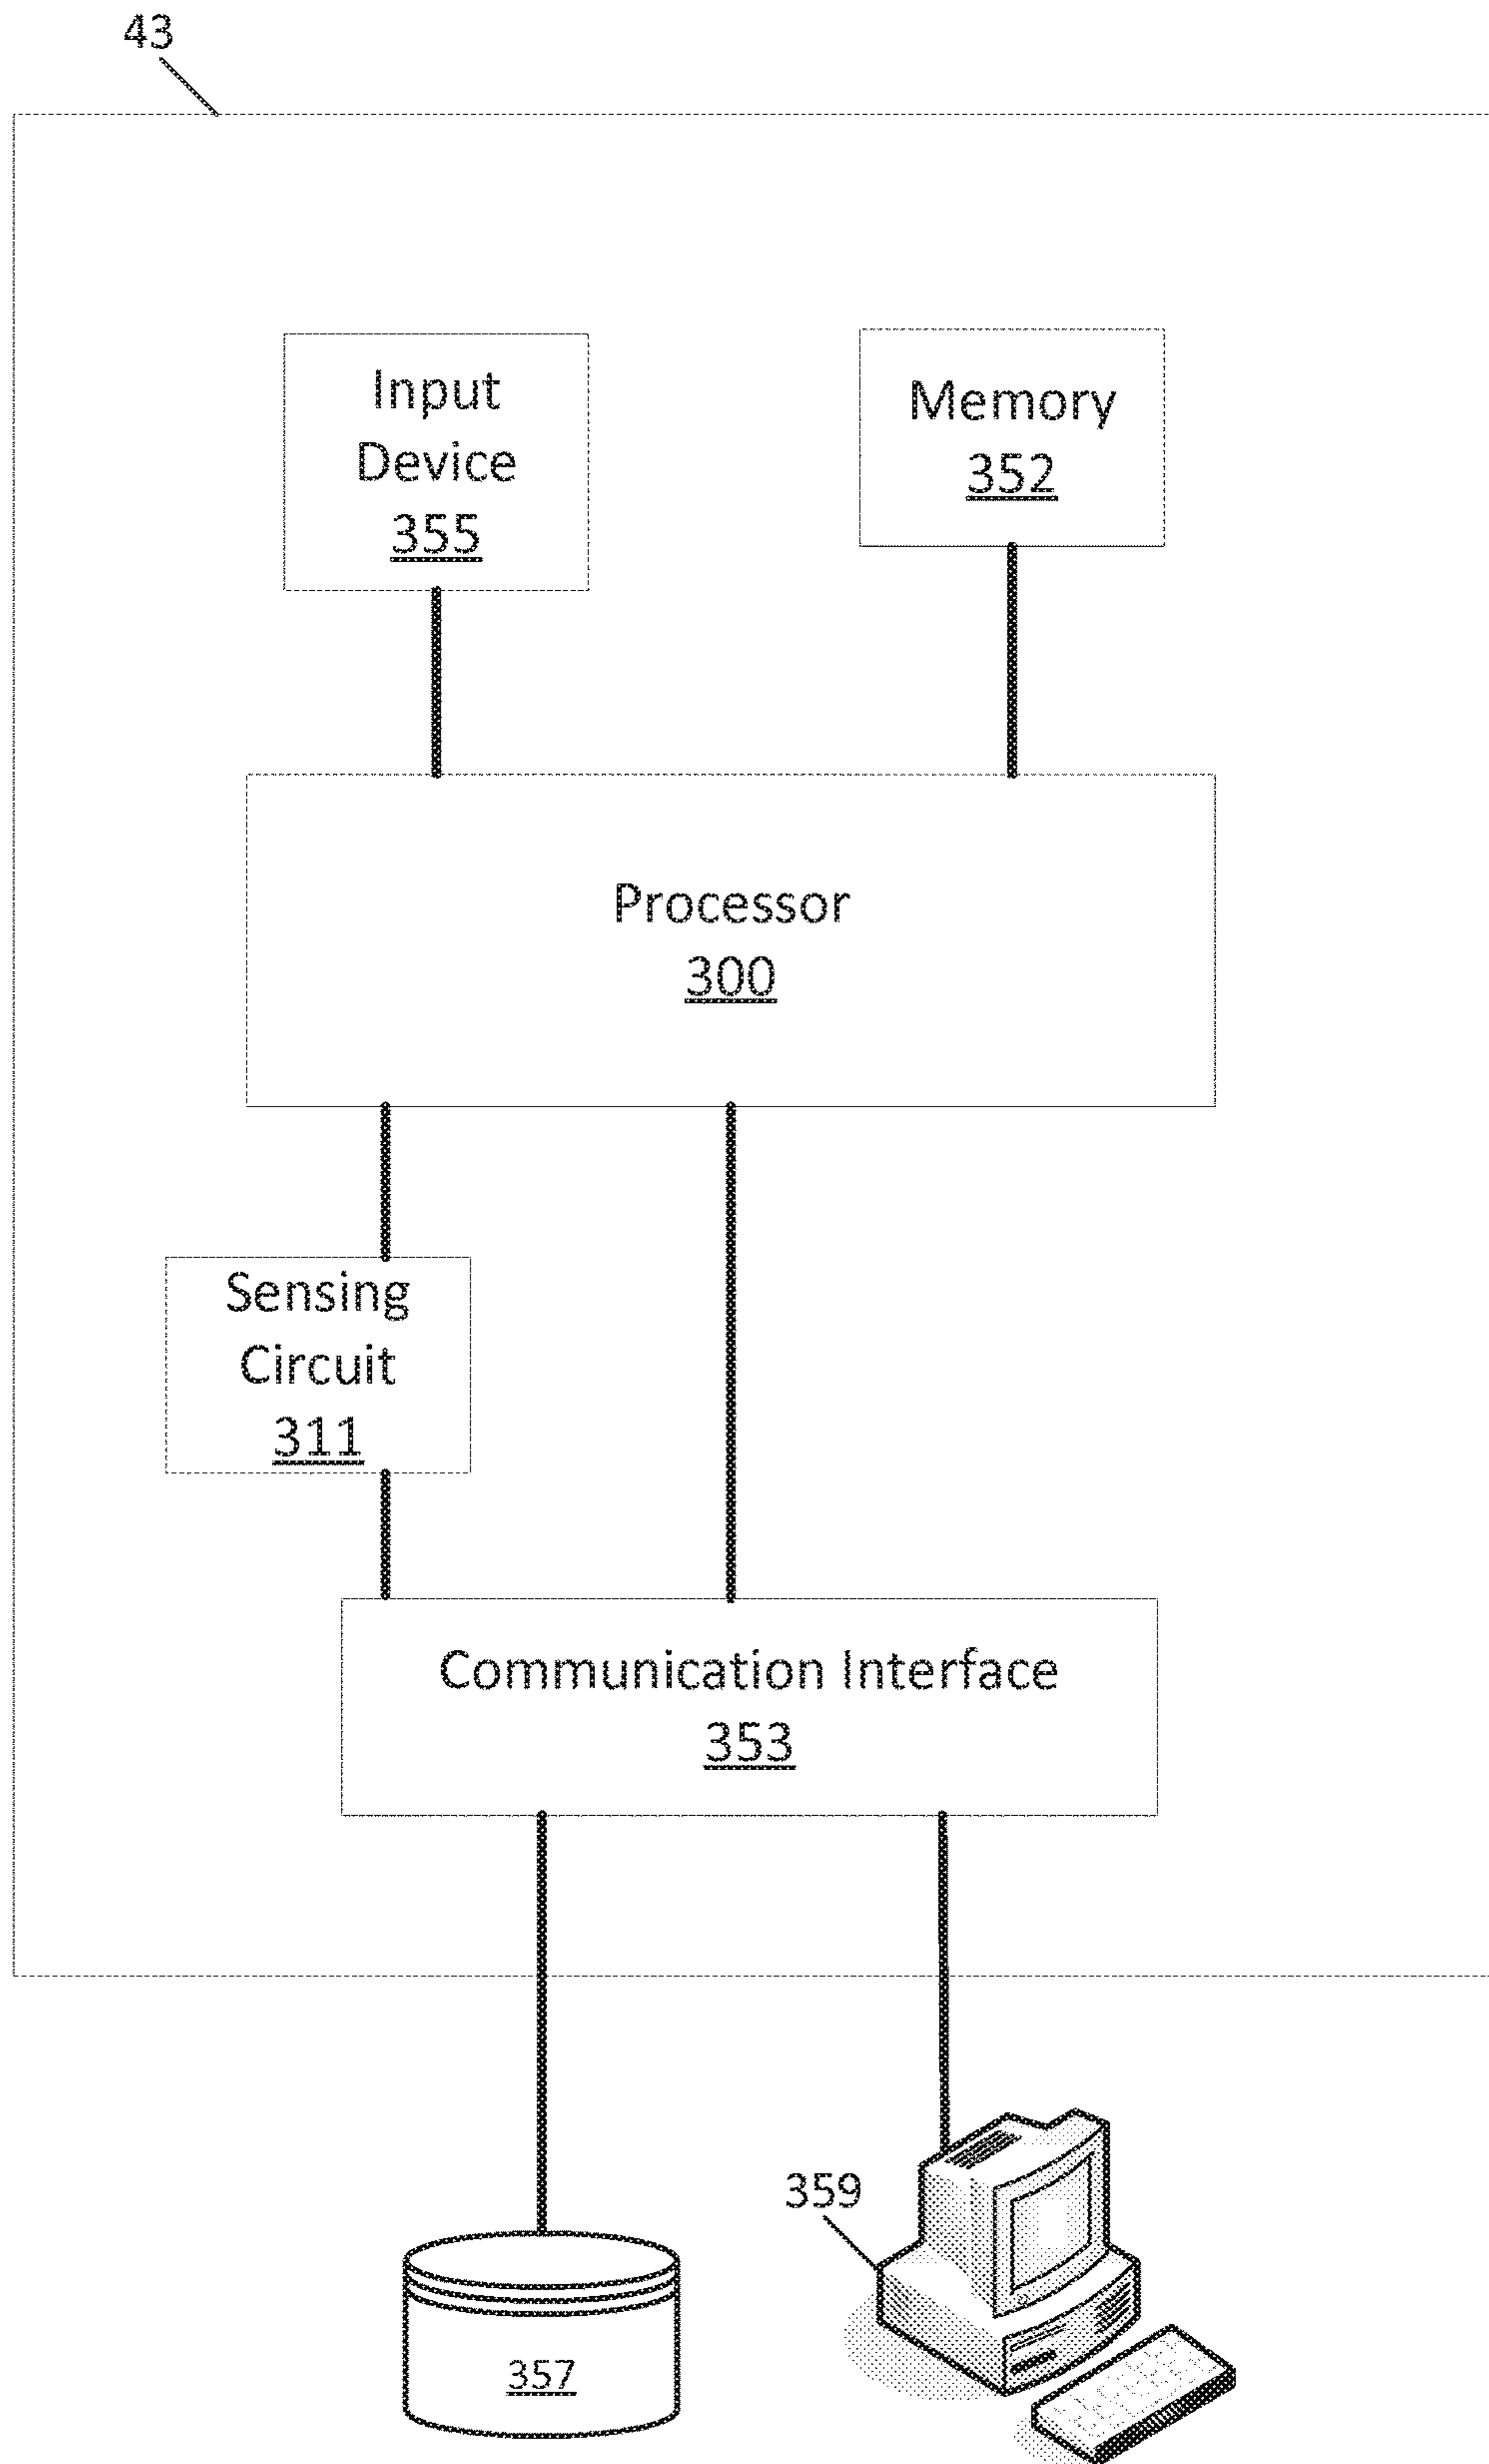 43
Input
Device
355
Memory
352
Processor
300
Sensing
Circuit
311
Communication Interface
353
359
357